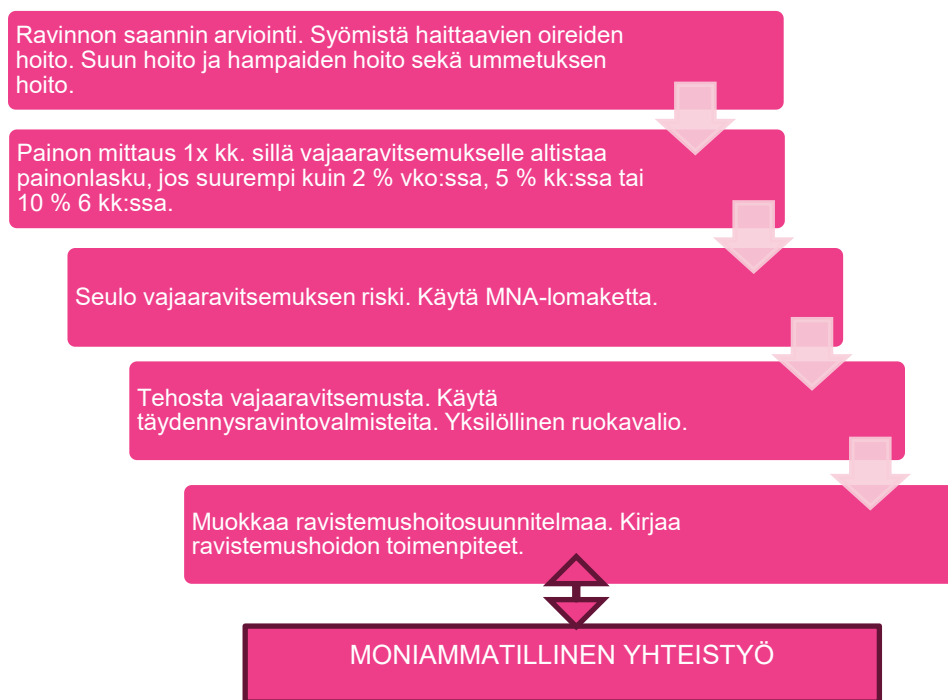 Ravinnon saannin arviointi. Syömistä haittaavien oireiden
hoito. Suun hoito ja hampaiden hoito sekä ummetuksen
hoito.
Painon mittaus 1x kk. sillä vajaaravitsemukselle altistaa
painonlasku, jos suurempi kuin 2 % vko:ssa, 5 % kk:ssa tai
10 % 6 kk:ssa.
Seulo vajaaravitsemuksen riski. Käytä MNA-lomaketta.
Tehosta vajaaravitsemusta. Käytä
täydennysravintovalmisteita. Yksilöllinen ruokavalio.
Muokkaa ravistemushoitosuunnitelmaa. Kirjaa
ravistemushoidon toimenpiteet.
MONIAMMATILLINEN YHTEISTYÖ